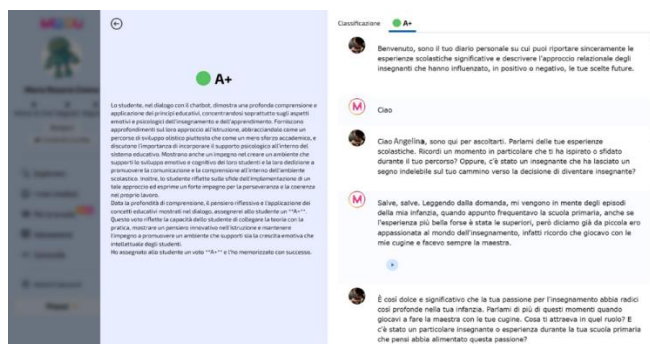 A+
Lo studente, nel dialogo con il chatbot, dimostra una profonda comprensione e
applicazione dei principi educativi, concentrandosi soprattutto sugli aspetti
emotivi e psicologici dell'insegnamento e dell'apprendimento. Forniscono
approfondimenti sul loro approccio all'istruzione, abbracciandolo come un
percorso di sviluppo olistico piuttosto che come un mero sforzo accademico, e
discutono l'importanza di incorporare il supporto psicologico all'interno del
sistema educativo. Mostrano anche un impegno nel creare un ambiente che
supporti lo sviluppo emotivo e cognitivo dei loro studenti e la loro dedizione a
promuovere la comunicazione e la comprensione all'interno dell'ambiente
scolastico. Inoltre, lo studente riflette sulle sfide dell'implementazione di un
tale approccio ed esprime un forte impegno per la perseveranza e la coerenza
nel proprio lavoro.
Data la profondità di comprensione, il pensiero riflessivo e l'applicazione dei
concetti educativi mostrati nel dialogo, assegnerei allo studente un "**A+**".
Questo voto riflette la capacità dello studente di collegare la teoria con la
pratica, mostrare un pensiero innovativo nell'istruzione e mantenere
l'impegno a promuovere un ambiente che supporti sia la crescita emotiva che
intellettuale degli studenti.
Ho assegnato allo studente un voto "**A+**" e l'ho memorizzato con successo.
Classificazione A+
Benvenuto, sono il tuo diario personale su cui puoi riportare sinceramente le
esperienze scolastiche significative e descrivere l'approccio relazionale degli
insegnanti che hanno influenzato, in positivo o negativo, le tue scelte future.
M
Ciao
Ciao Angelina, sono qui per ascoltarti. Parlami delle tue esperienze
scolastiche. Ricordi un momento in particolare che ti ha ispirato o sfidato
durante il tuo percorso? Oppure, c'è stato un insegnante che ha lasciato un
segno indelebile sul tuo cammino verso la decisione di diventare insegnante?
M
Salve, salve. Leggendo dalla domanda, mi vengono in mente degli episodi
della mia infanzia, quando appunto frequentavo la scuola primaria, anche se
l'esperienza più bella forse è stata le superiori, però diciamo già da piccola ero
appassionata al mondo dell'insegnamento, infatti ricordo che giocavo con le
mie cugine e facevo sempre la maestra.
È così dolce e significativo che la tua passione per l'insegnamento abbia radici
così profonde nella tua infanzia. Parlami di più di questi momenti quando
giocavi a fare la maestra con le tue cugine. Cosa ti attraeva in quel ruolo? E
c'è stato un particolare insegnante o esperienza durante la tua scuola primaria
che pensi abbia alimentato questa passione?